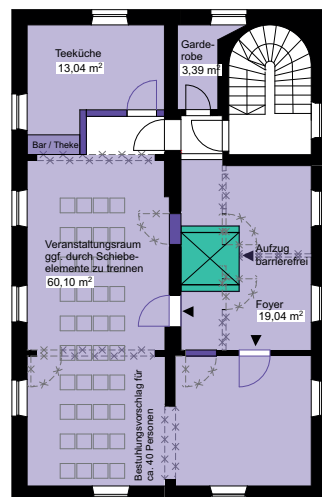 Teeküche
13,04 m²
Garde-
robe
3,39 m²
Bar / Theke
Veranstaltungsraum
ggf. durch Schiebe-
elemente zu trennen
60,10 m²
Aufzug
barrierefrei
Foyer
19,04 m²
Bestuhlungsvorschlag für
ca. 40 Personen